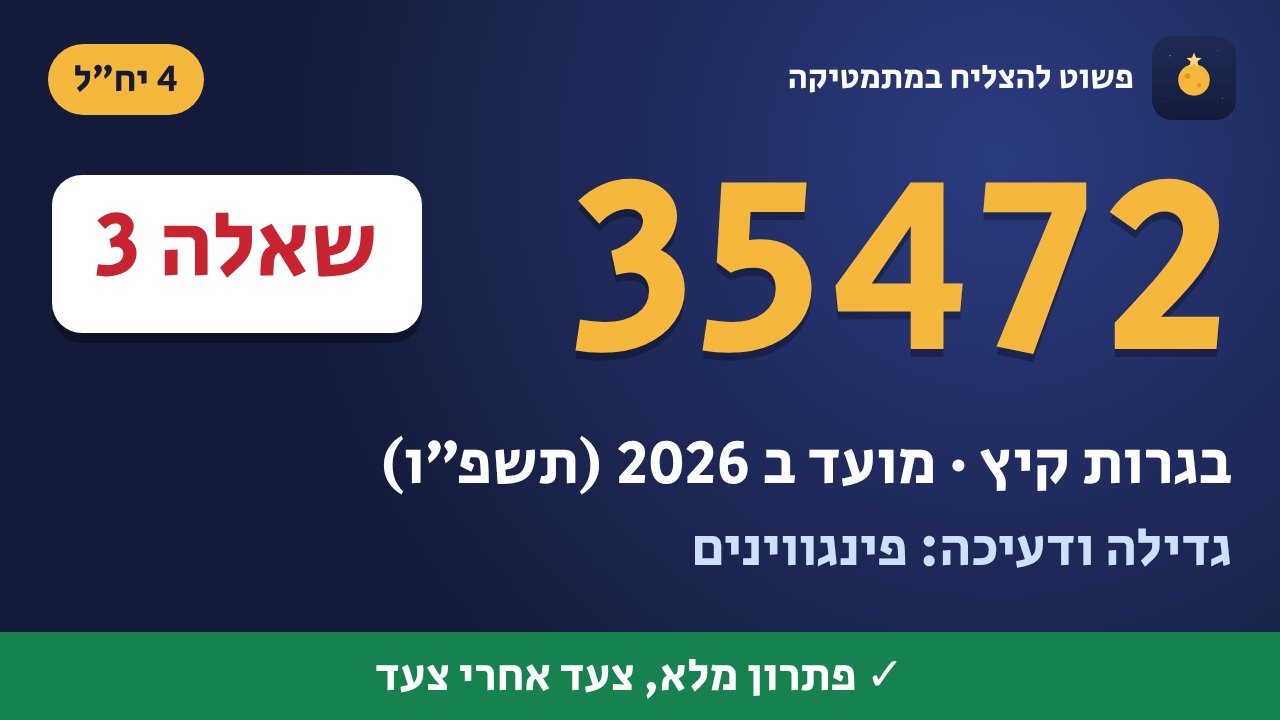 פשוט להצליח במתמטיקה
4 יח״ל
35472
שאלה 3
בגרות קיץ · מועד ב 2026 (תשפ״ו)
גדילה ודעיכה: פינגווינים
✓ פתרון מלא, צעד אחרי צעד